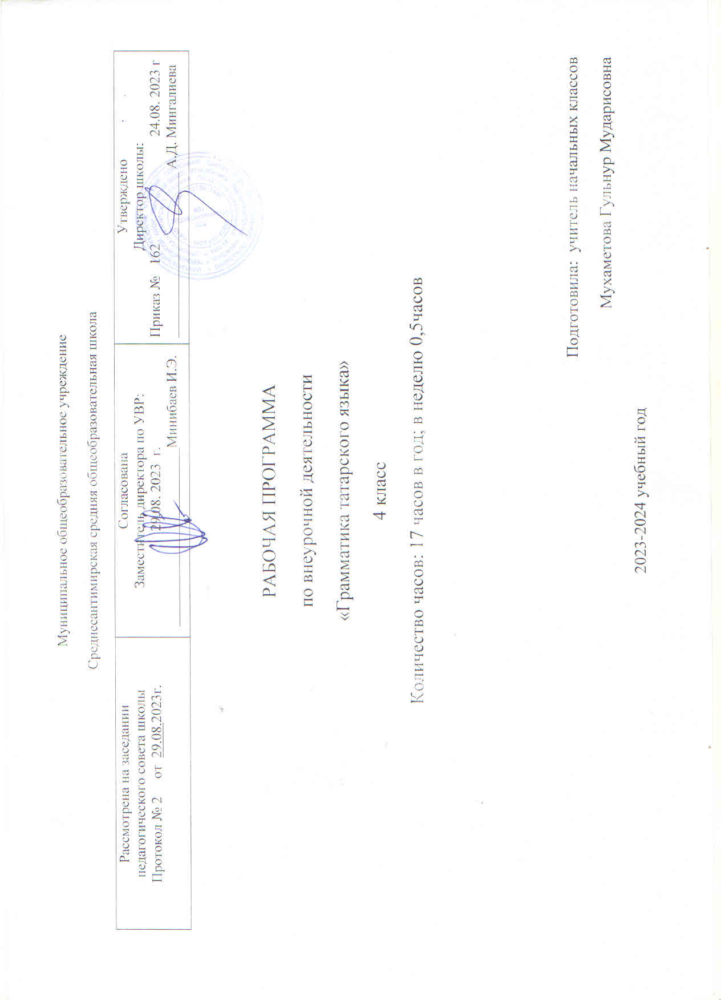 Муниципальное общеобразовательное учреждение
Среднесантимирская средняя общеобразовательная школа
Рассмотрена на заседании
педагогического совета школы
Протокол № 2 от 29.08.2023г.
Согласована
Заместитель директора по УВР:
29.08. 2023 г.
Минибаев И.Э.
Утверждено
Директор школы:
Приказ № 162 24.08. 2023 г
А.Д. Мингалиева
РАБОЧАЯ ПРОГРАММА
по внеурочной деятельности
«Грамматика татарского языка»
4 класс
Количество часов: 17 часов в год; в неделю 0,5часов
Подготовила: учитель начальных классов
Мухаметова Гульнур Мударисовна
2023-2024 учебный год